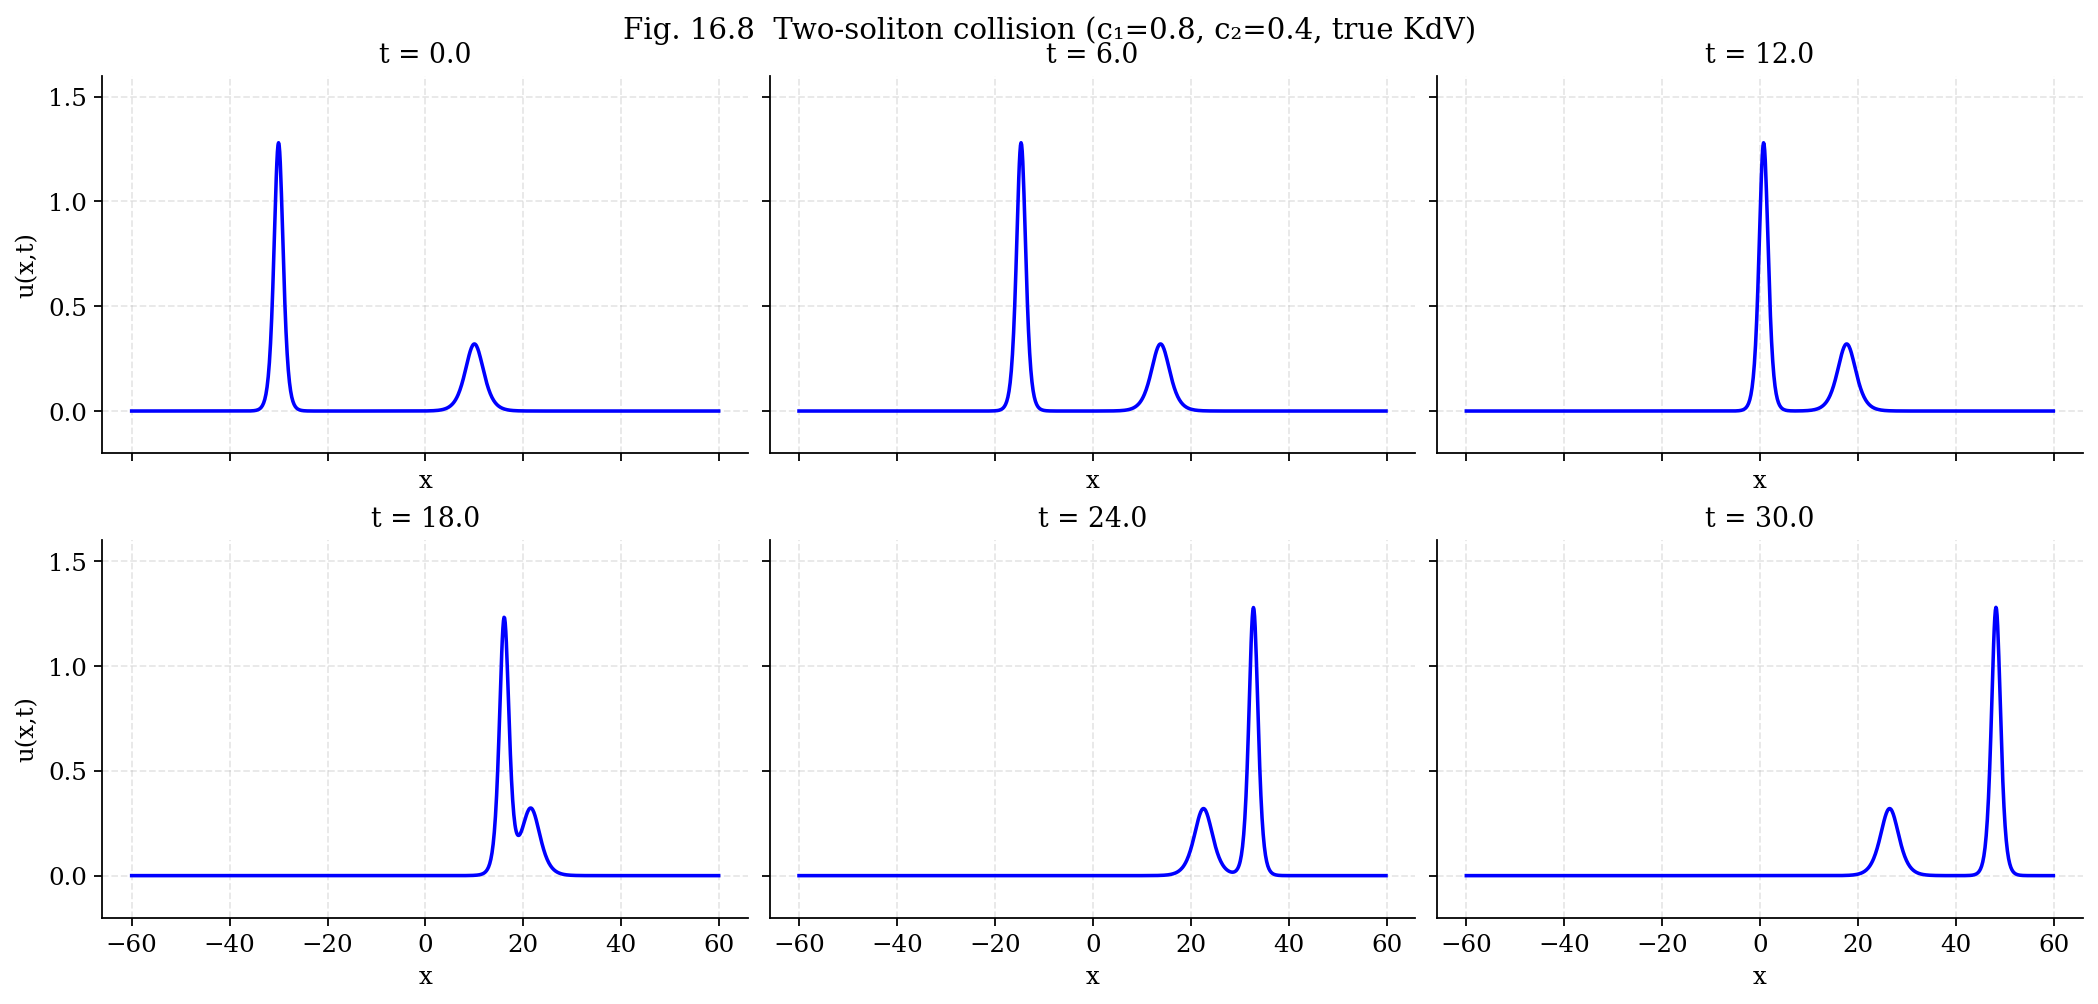 Fig. 16.8  Two-soliton collision (c₁=0.8, c₂=0.4, true KdV)
t = 0.0
t = 6.0
t = 12.0
1.5
1.0
0.5
0.0
u(x,t)
x
x
x
t = 18.0
t = 24.0
t = 30.0
1.5
1.0
0.5
0.0
u(x,t)
−60 −40 −20 0 20 40 60
−60 −40 −20 0 20 40 60
−60 −40 −20 0 20 40 60
x
x
x